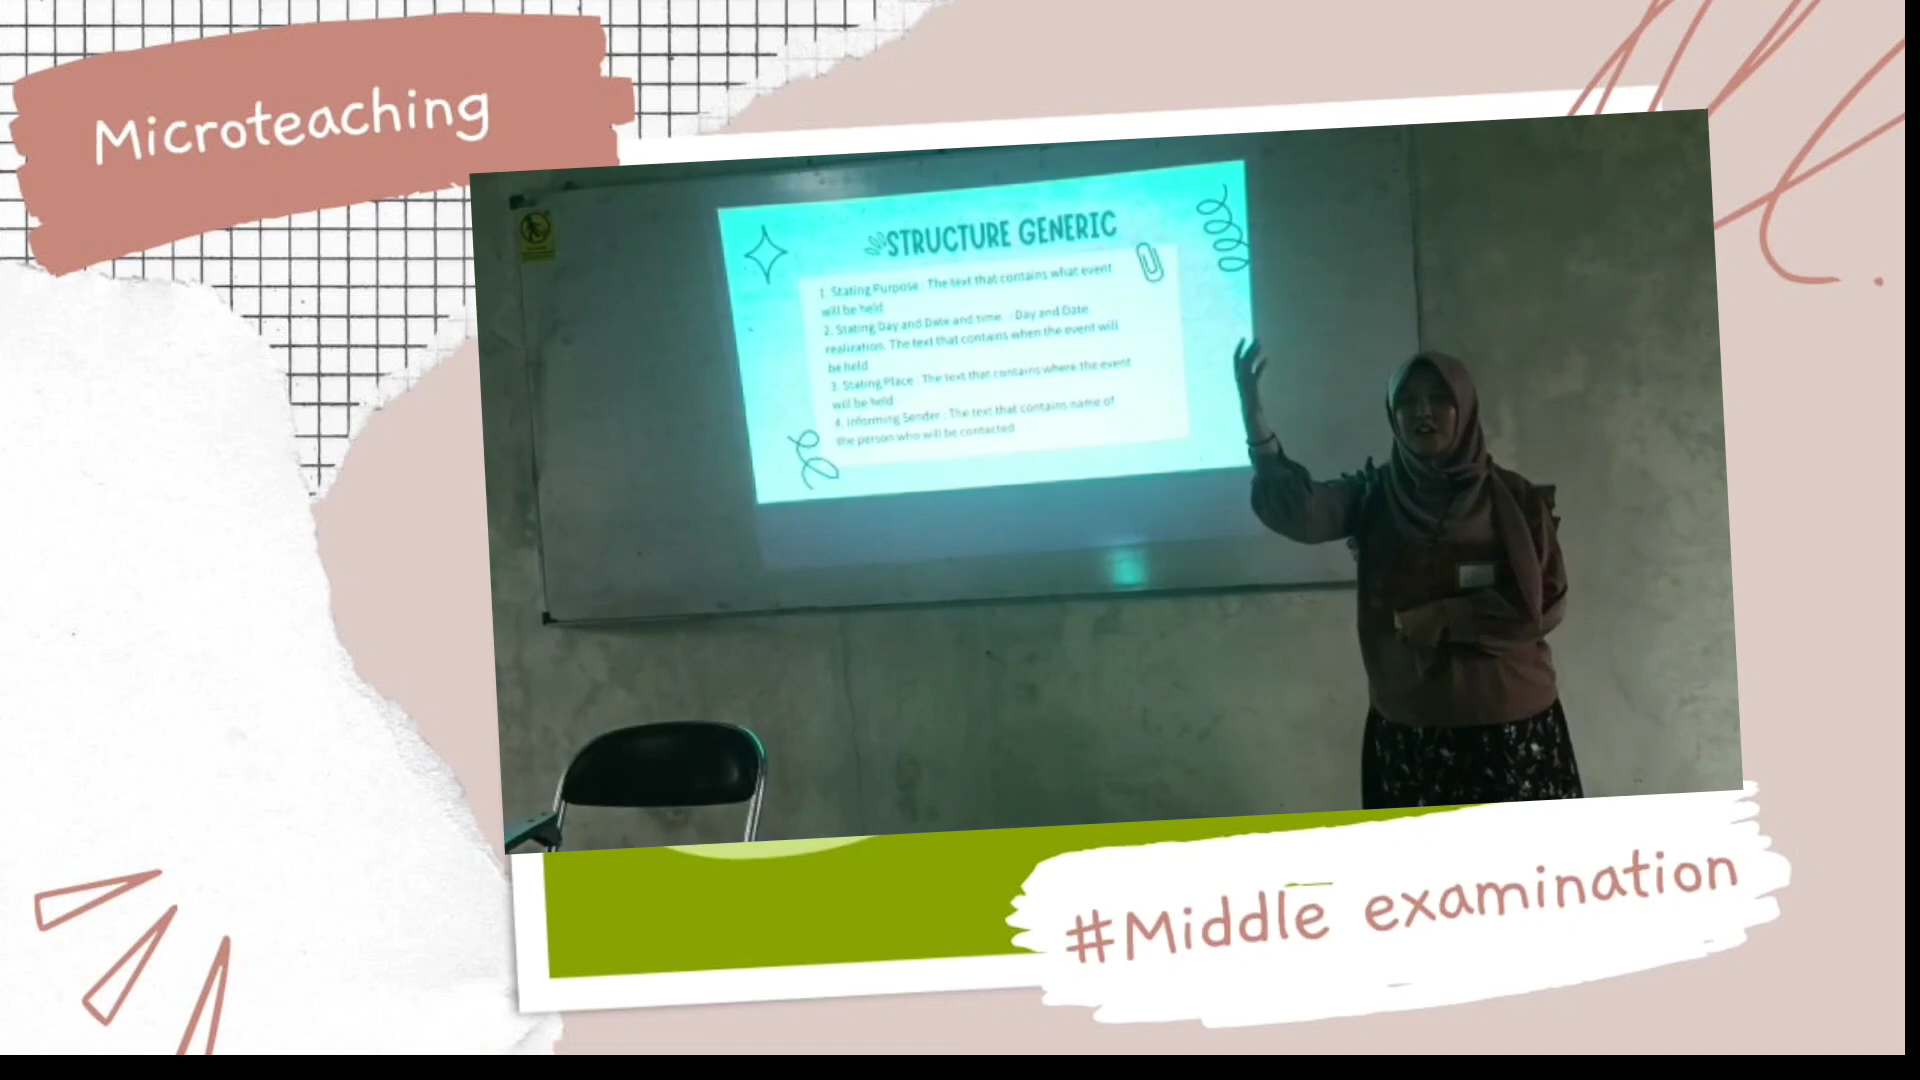 Microteaching
STRUCTURE GENERIC
1. Stating Purpose : The text that contains what event
will be held
2. Stating Day and Date and time : Day and Date
realization. The text that contains when the event will
be held
3. Stating Place : The text that contains where the event
will be held
4. Informing Sender : The text that contains name of
the person who will be contacted
#Middle examination